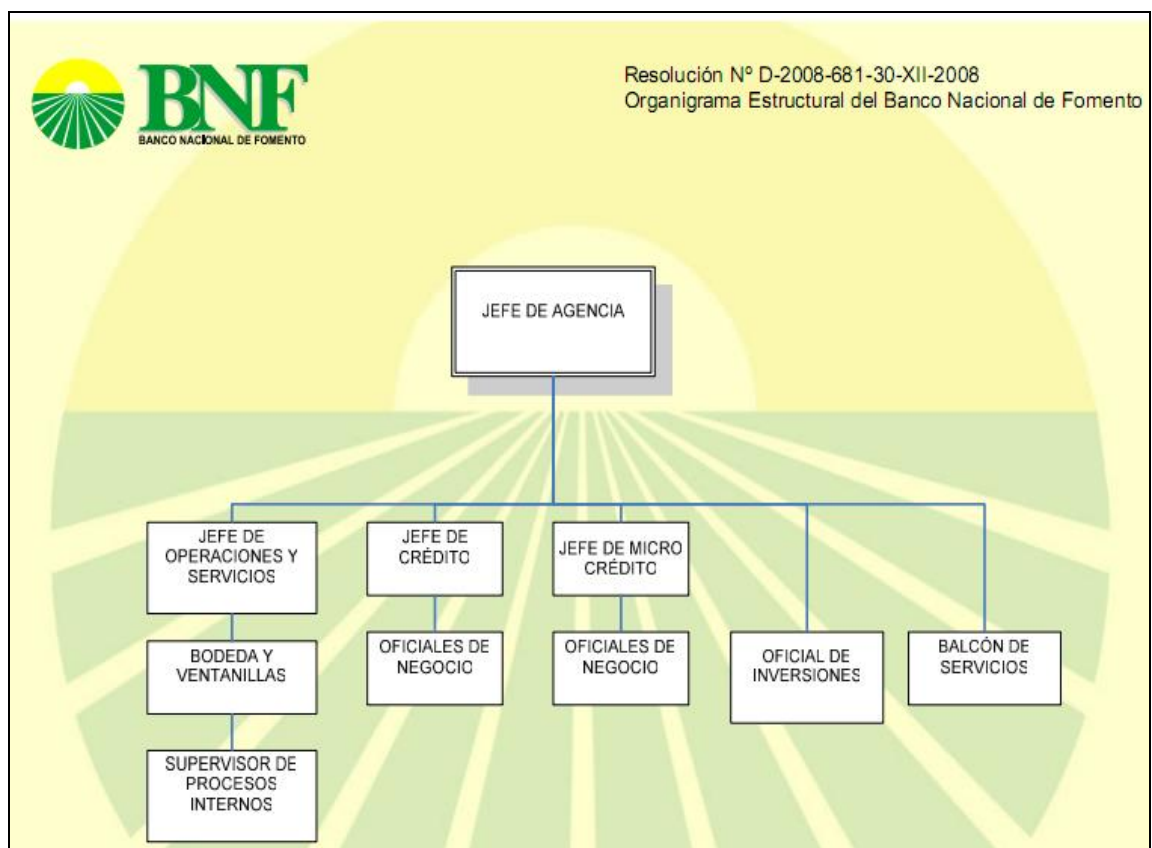 BNF
BANCO NACIONAL DE FOMENTO
Resolución Nº D-2008-681-30-XII-2008
Organigrama Estructural del Banco Nacional de Fomento
JEFE DE AGENCIA
JEFE DE
OPERACIONES Y
SERVICIOS
JEFE DE
CRÉDITO
JEFE DE MICRO
CRÉDITO
BODEDA Y
VENTANILLAS
OFICIALES DE
NEGOCIO
OFICIALES DE
NEGOCIO
OFICIAL DE
INVERSIONES
BALCÓN DE
SERVICIOS
SUPERVISOR DE
PROCESOS
INTERNOS